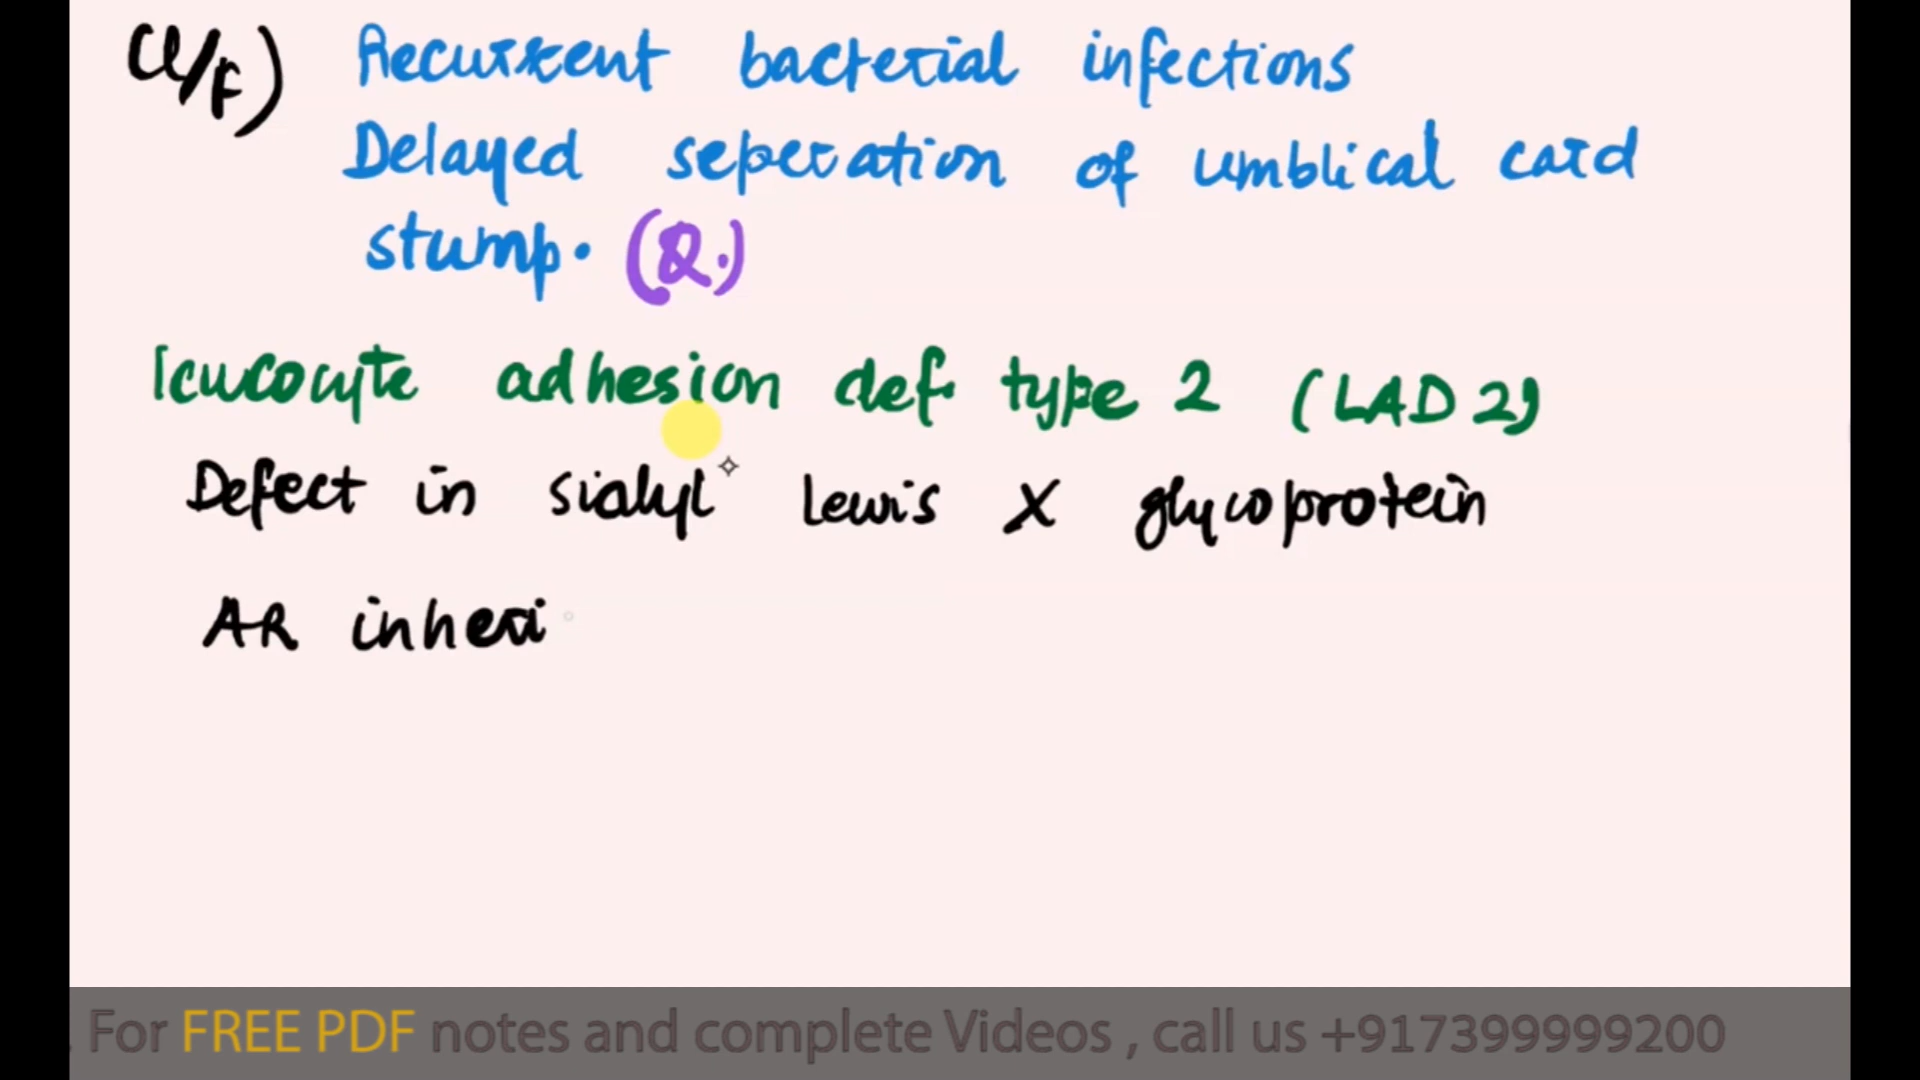 Cl/F) Recurrent bacterial infections
Delayed seperation of umblical cord
stump. (Q.)
leucocyte adhesion def. type 2 (LAD 2)
Defect in sialyl Lewis X glycoprotein
AR inheri
. For FREE PDF notes and complete Videos , call us +917399999200